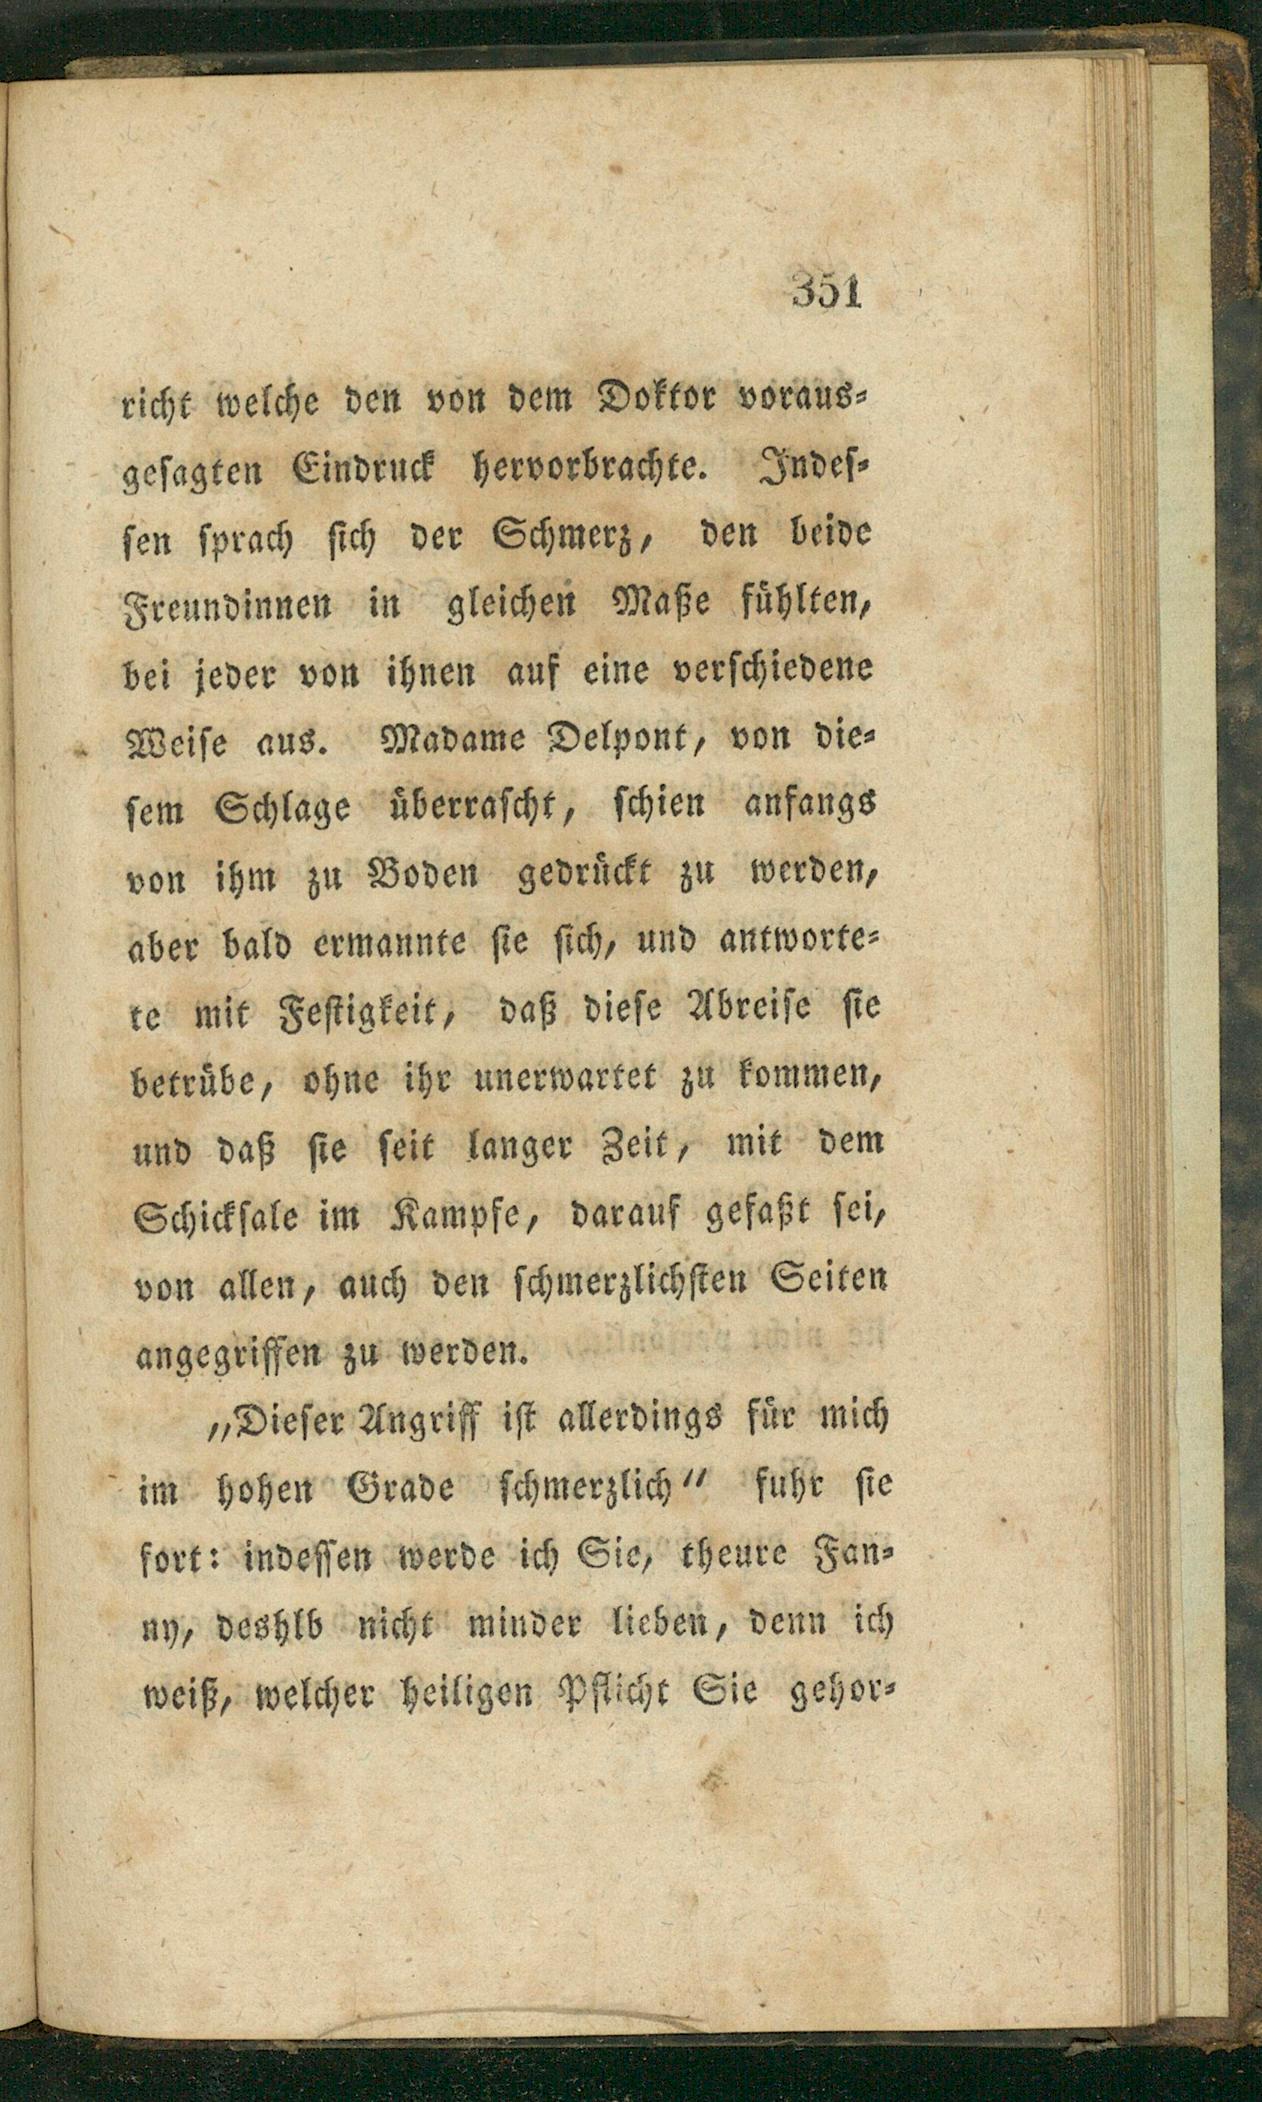 351
richt welche den von dem Doktor voraus-
gesagten Eindruck hervorbrachte. Indes-
sen sprach sich der Schmerz, den beide
Freundinnen in gleichen Maße fühlten,
bei jeder von ihnen auf eine verschiedene
Weise aus. Madame Delpont, von die-
sem Schlage überrascht, schien anfangs
von ihm zu Boden gedrückt zu werden,
aber bald ermannte sie sich, und antworte-
te mit Festigkeit, daß diese Abreise sie
betrübe, ohne ihr unerwartet zu kommen,
und daß sie seit langer Zeit, mit dem
Schicksale im Kampfe, darauf gefaßt sei,
von allen, auch den schmerzlichsten Seiten
angegriffen zu werden.
„Dieser Angriff ist allerdings für mich
im hohen Grade schmerzlich“ fuhr sie
fort: indessen werde ich Sie, theure Fan-
ny, deshlb nicht minder lieben, denn ich
weiß, welcher heiligen Pflicht Sie gehor-